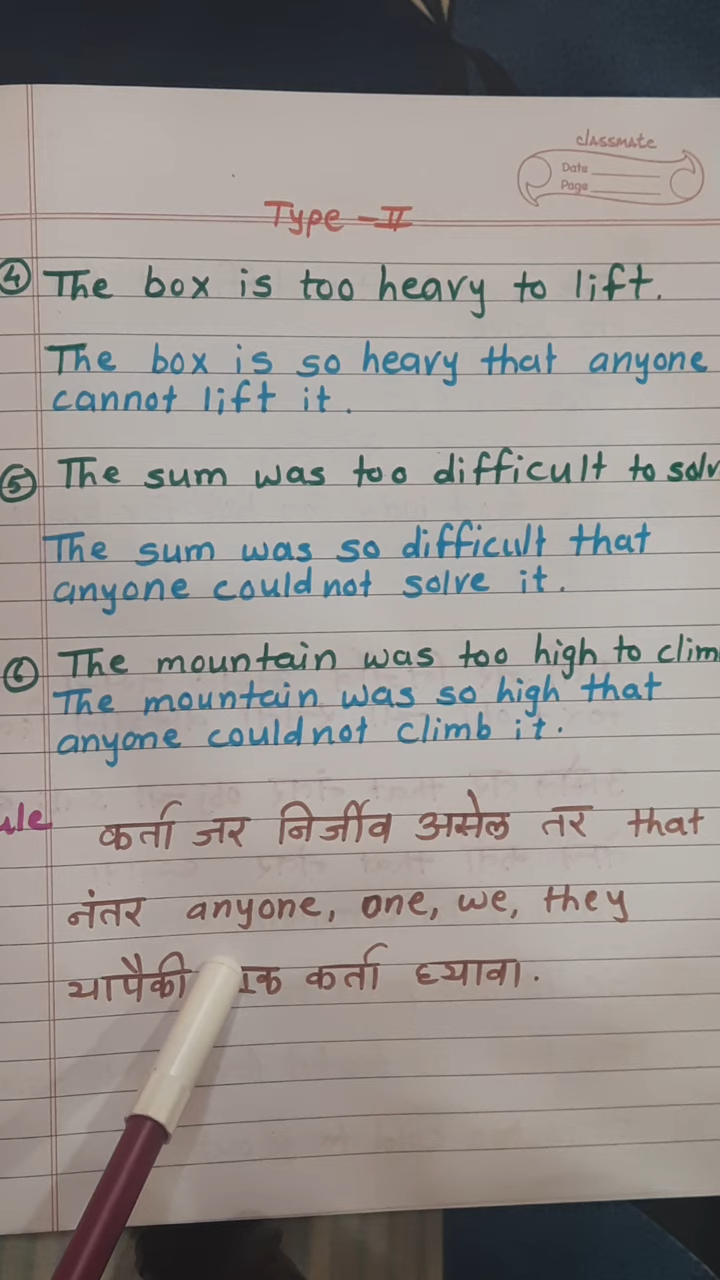 classmate
Date
Page
Type - II
④ The box is too heavy to lift.
The box is so heavy that anyone
cannot lift it.
⑤ The sum was too difficult to solv
The sum was so difficult that
anyone could not solve it.
⑥ The mountain was too high to clim
The mountain was so high that
anyone could not climb it.
ule कर्ता जर निर्जीव असेल तर that
नंतर anyone, one, we, they
यापैकी कर्ता घ्यावा.